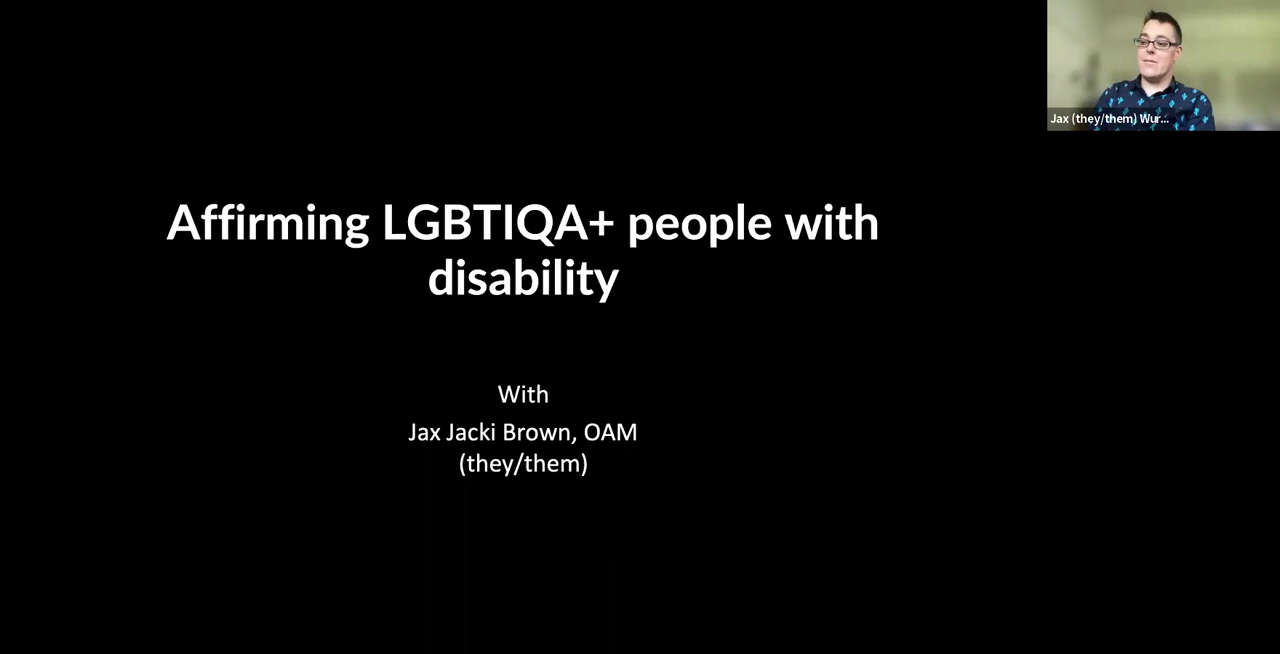 Jax (they/them) Wur...
Affirming LGBTIQA+ people with
disability
With
Jax Jacki Brown, OAM
(they/them)